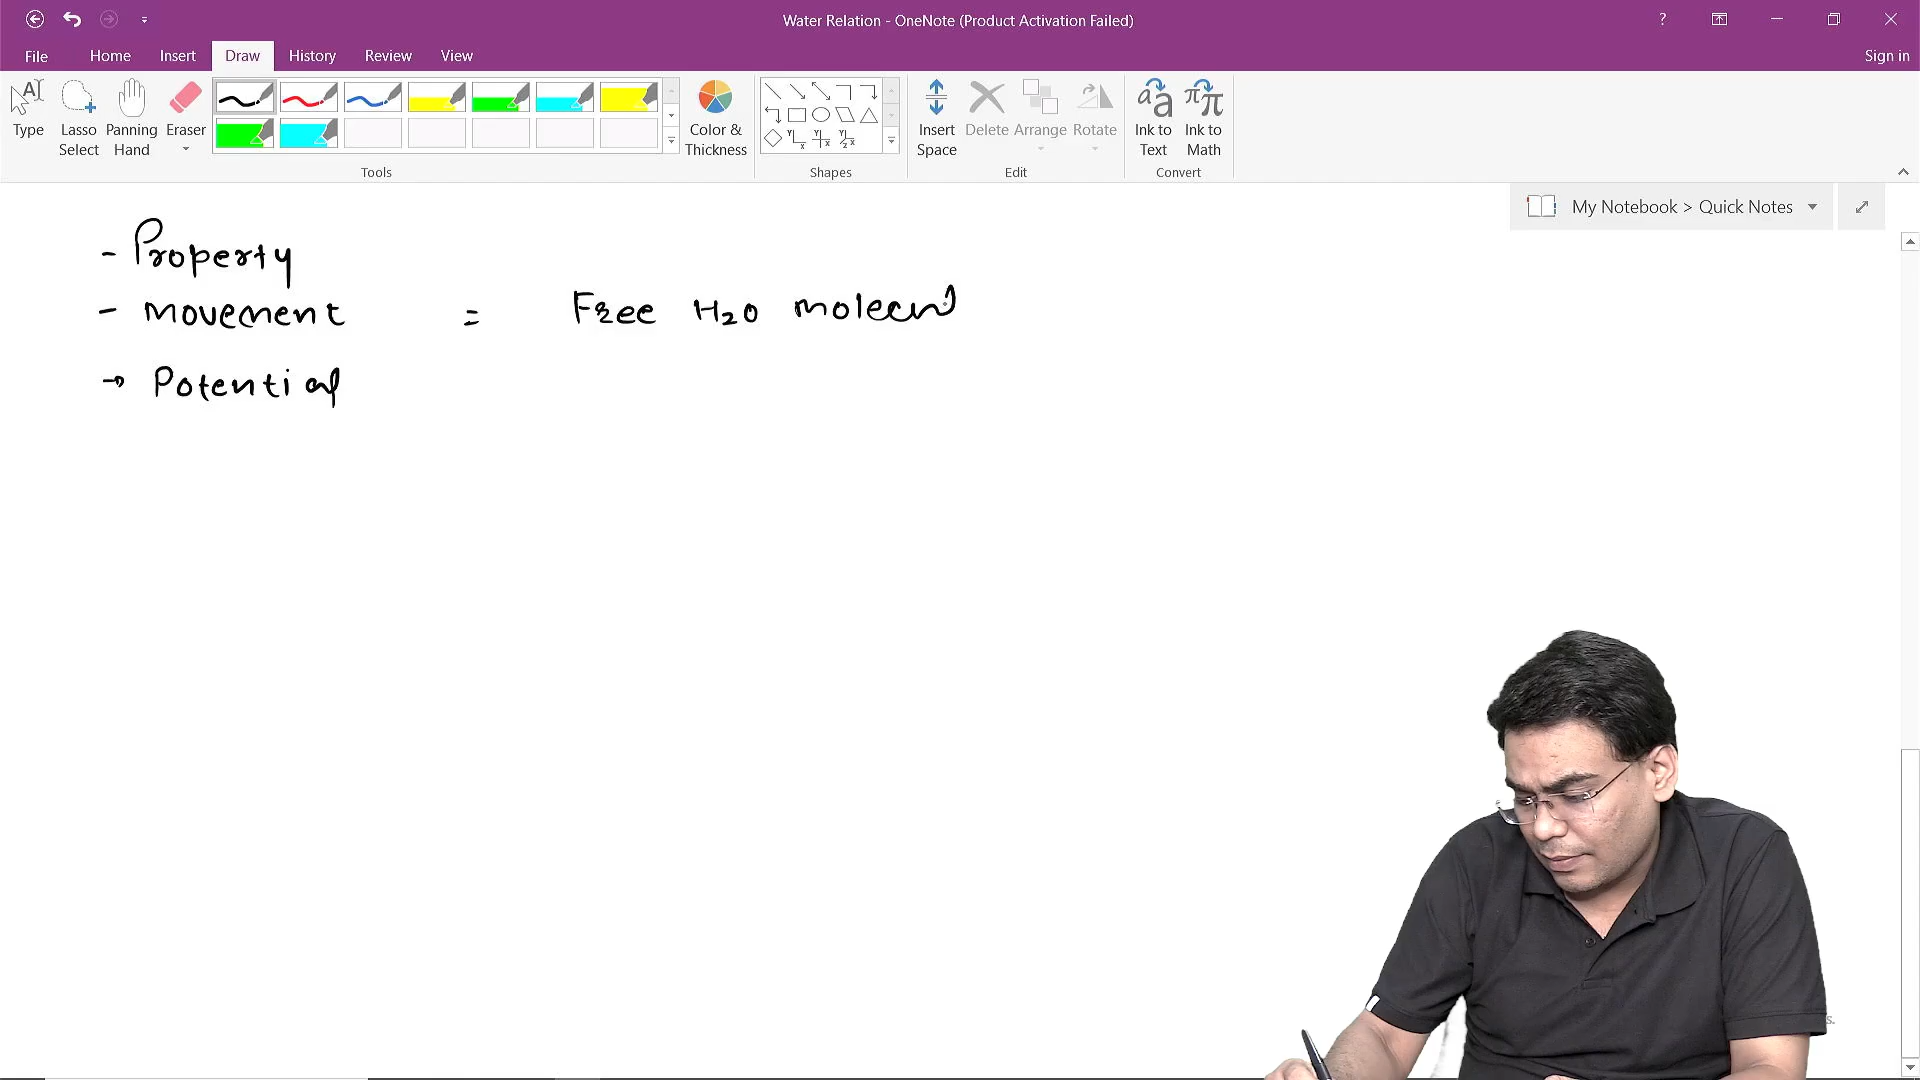 Water Relation - OneNote (Product Activation Failed)
?
File Home Insert Draw History Review View
Sign in
Type
Lasso Select
Panning Hand
Eraser
Color & Thickness
Insert Space
Delete
Arrange
Rotate
Ink to Text
Ink to Math
Tools
Shapes
Edit
Convert
My Notebook > Quick Notes
- Property
- Movement = Free H2O
→ Potential